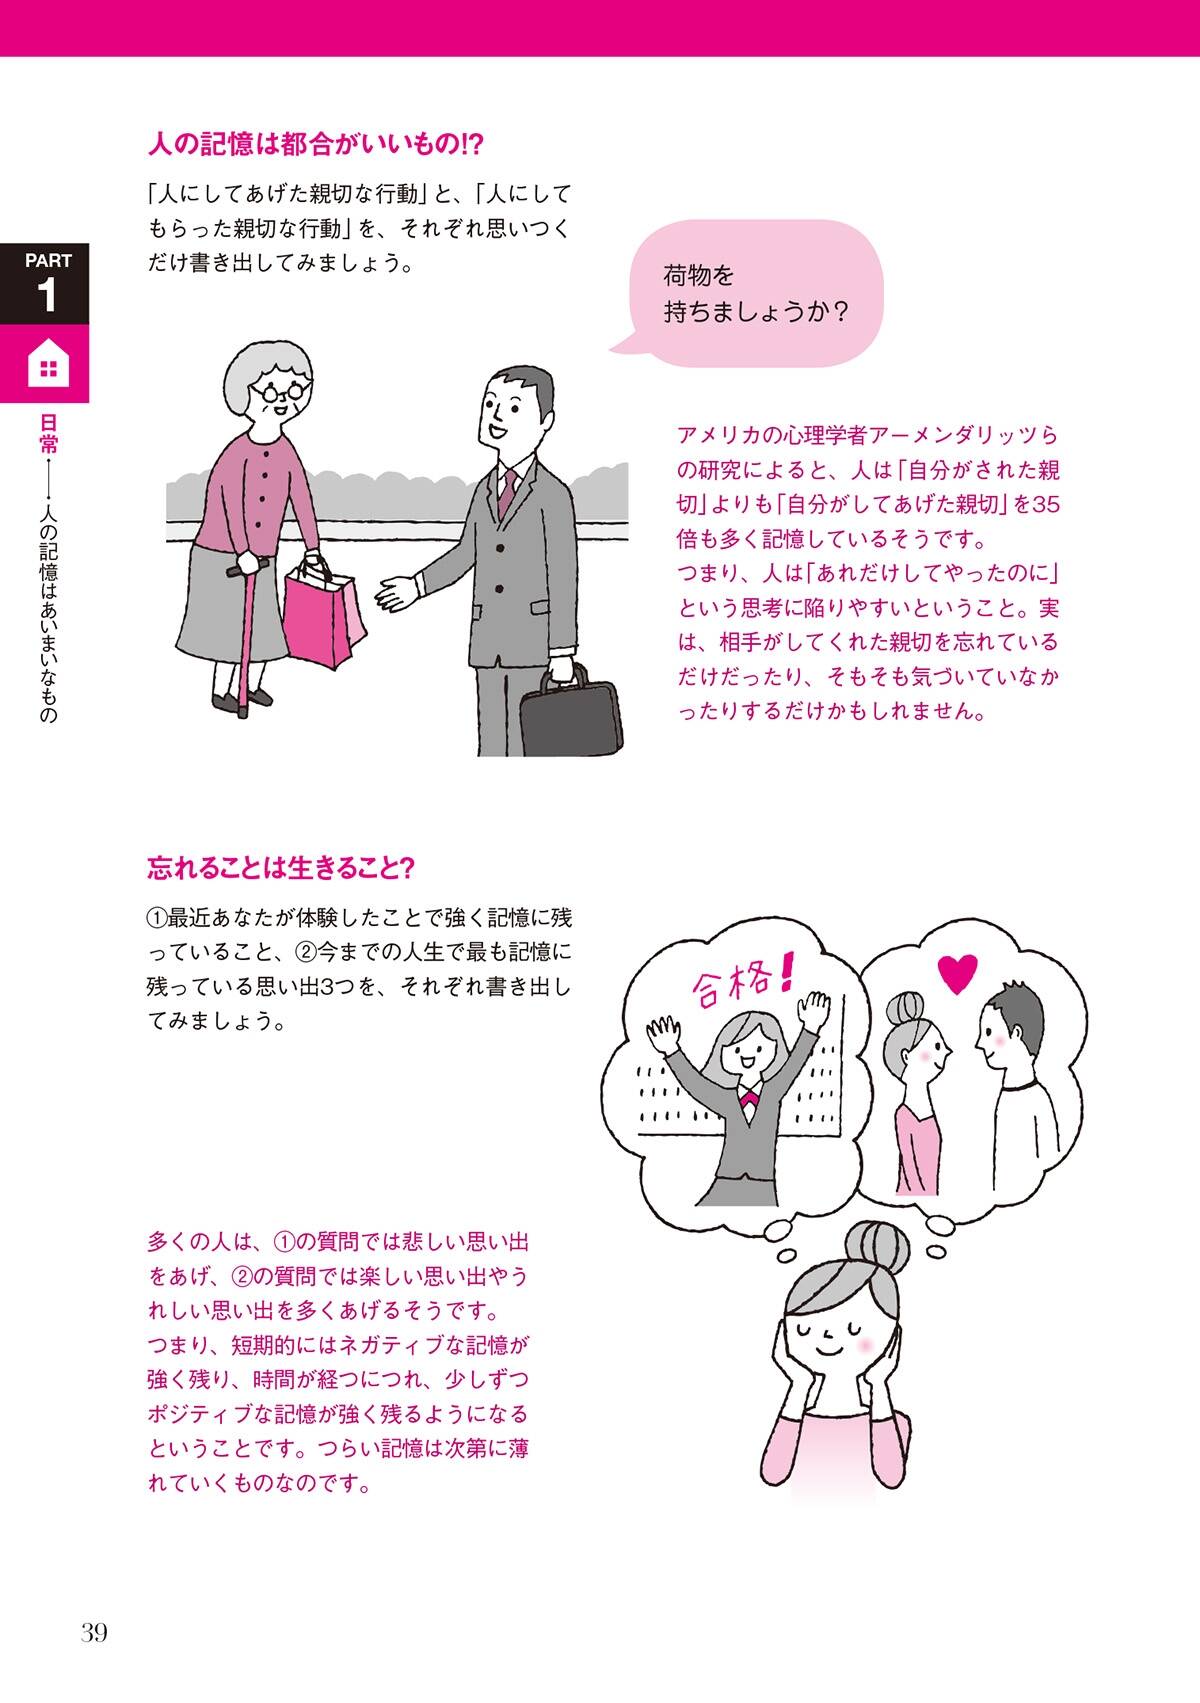 人の記憶は都合がいいもの!?
「人にしてあげた親切な行動」と、「人にして
もらった親切な行動」を、それぞれ思いつく
だけ書き出してみましょう。
荷物を
持ちましょうか？
PART
1
日常・――・人の記憶はあいまいなもの
アメリカの心理学者アーメンダリッツら
の研究によると、人は「自分がされた親
切」よりも「自分がしてあげた親切」を35
倍も多く記憶しているそうです。
つまり、人は「あれだけしてやったのに」
という思考に陥りやすいということ。実
は、相手がしてくれた親切を忘れている
だけだったり、そもそも気づいていなか
ったりするだけかもしれません。
忘れることは生きること?
①最近あなたが体験したことで強く記憶に残
っていること、②今までの人生で最も記憶に
残っている思い出3つを、それぞれ書き出し
てみましょう。
合格!
多くの人は、①の質問では悲しい思い出
をあげ、②の質問では楽しい思い出やう
れしい思い出を多くあげるそうです。
つまり、短期的にはネガティブな記憶が
強く残り、時間が経つにつれ、少しずつ
ポジティブな記憶が強く残るようになる
ということです。つらい記憶は次第に薄
れていくものなのです。
39